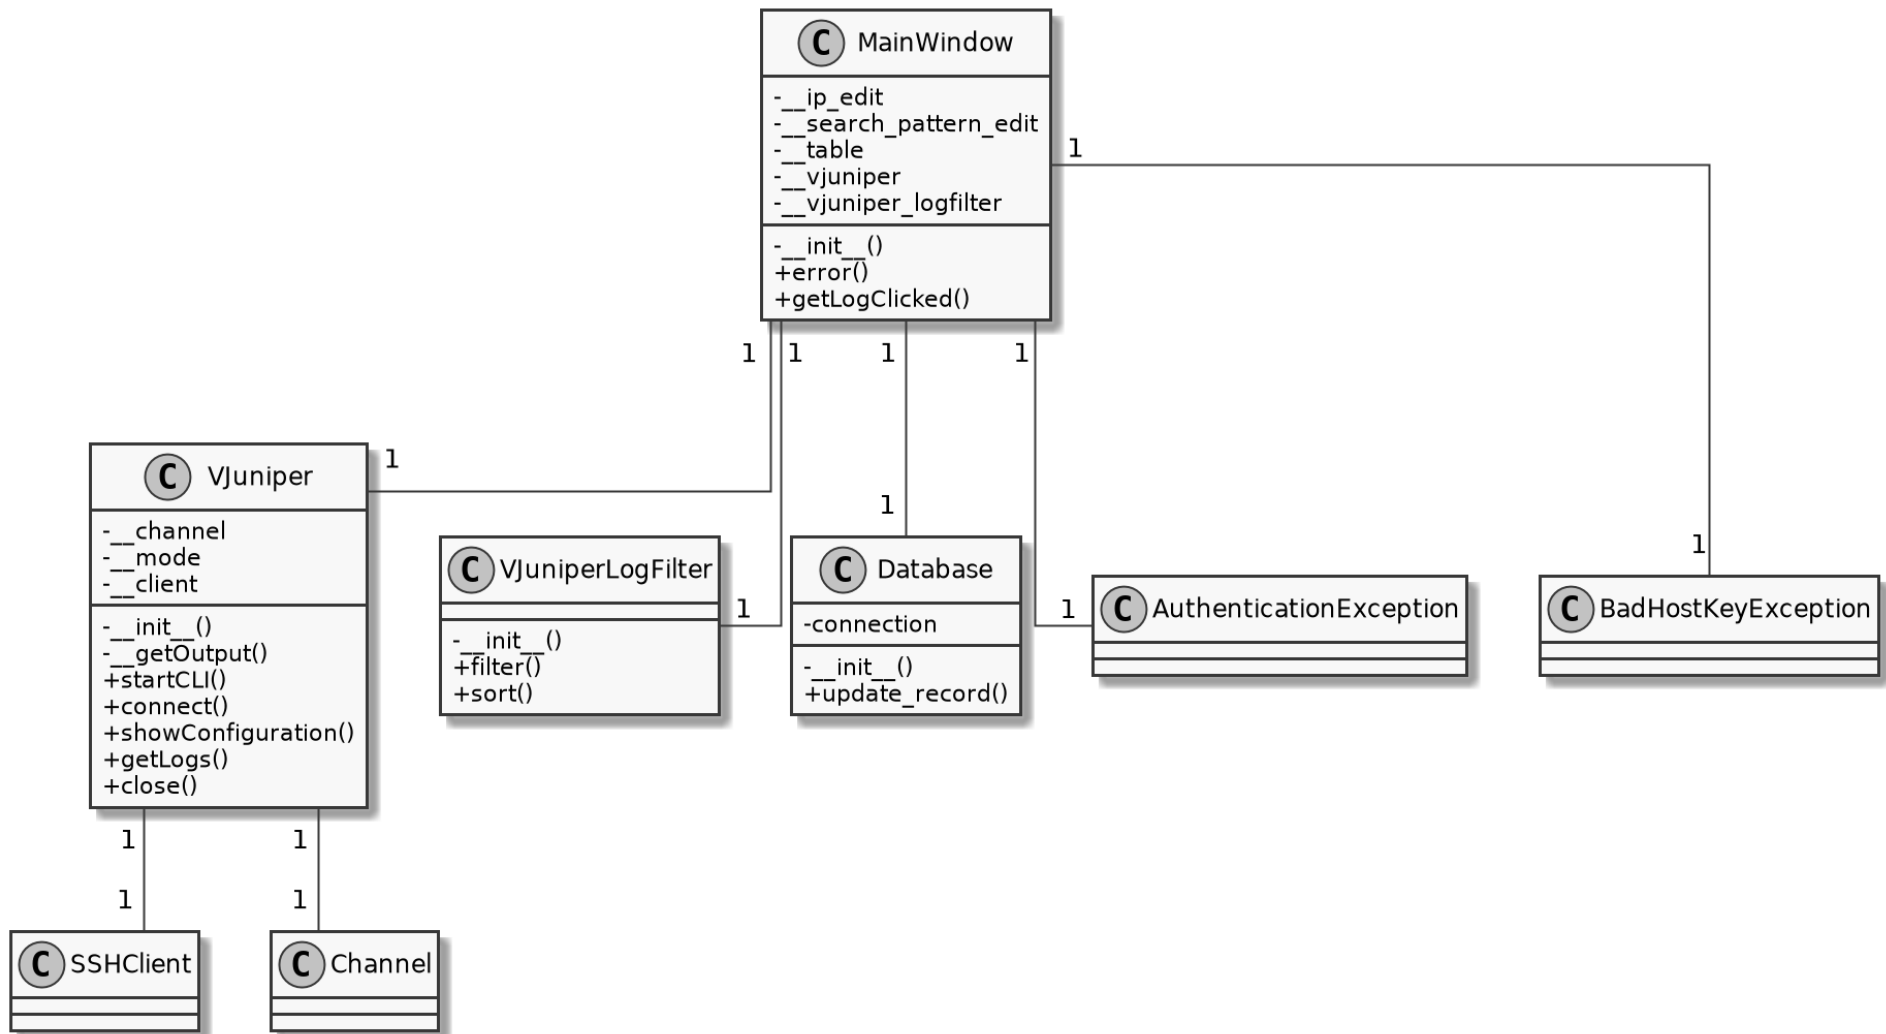 C MainWindow
-__ip_edit
-__search_pattern_edit
-__table
-__vjuniper
-__vjuniper_logfilter
-__init__()
+error()
+getLogClicked()
1
1
1
1
1
1
C VJuniper
-__channel
-__mode
-__client
-__init__()
-__getOutput()
+startCLI()
+connect()
+showConfiguration()
+getLogs()
+close()
1
C VJuniperLogFilter
-__init__()
+filter()
+sort()
1
C Database
-connection
-__init__()
+update_record()
1
C AuthenticationException
1
C BadHostKeyException
1
1
1
1
C SSHClient
C Channel